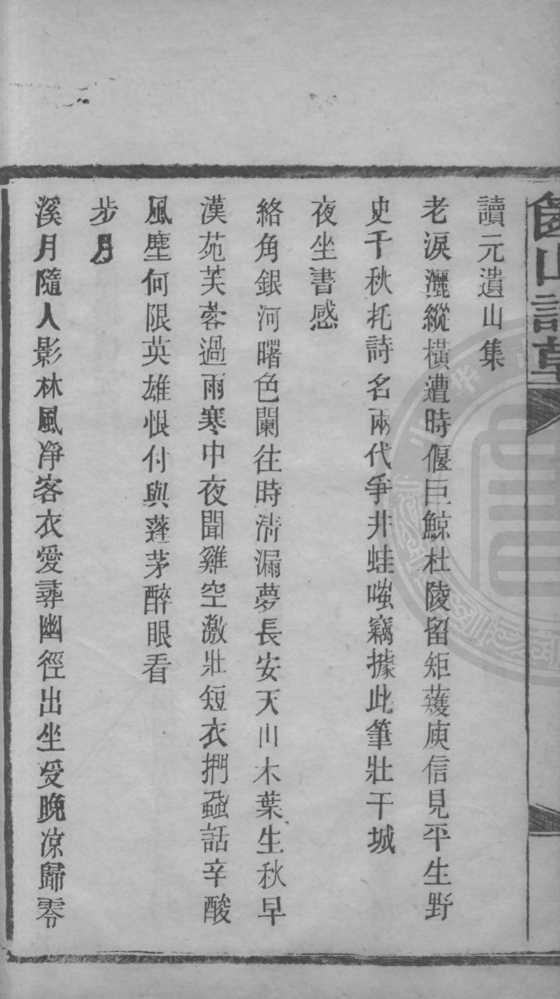 讀元遺山集
老淚灑縱橫遭時偃巨鯨杜陵留矩蒦庾信見平生野
史千秋托詩名兩代爭井蛙嗤竊據此筆壯干城
夜坐書感
絡角銀河曙色闌往時清漏夢長安天山木葉生秋早
漢苑芙蓉過雨寒中夜聞雞空激壯短衣捫蝨話辛酸
風塵何限英雄恨付與蓬茅醉眼看
步月
溪月隨人影林風凈客衣愛尋幽徑出坐受晚凉歸零